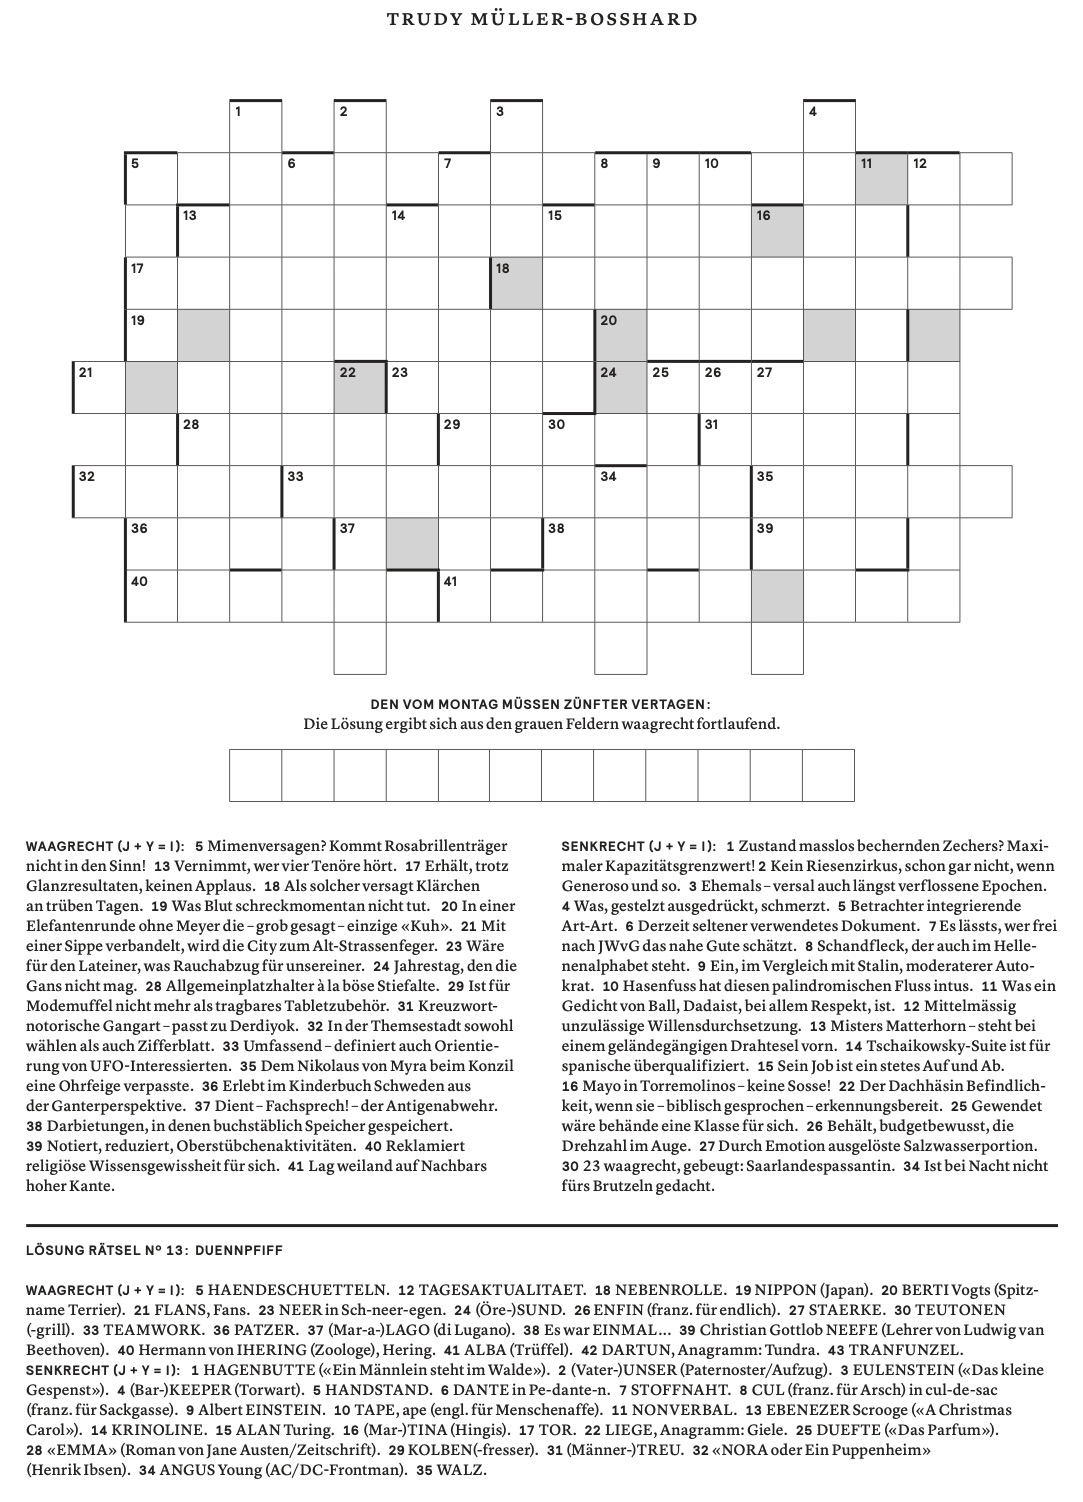 TRUDY MÜLLER-BOSSHARD
1 2 3 4
5 6 7 8 9 10 11 12
13 14 15 16
17 18
19 20
21 22 23 24 25 26 27
28 29 30 31
32 33 34 35
36 37 38 39
40 41
DEN VOM MONTAG MÜSSEN ZÜNFTER VERTAGEN:
Die Lösung ergibt sich aus den grauen Feldern waagrecht fortlaufend.
WAAGRECHT (J + Y = I): 5 Mimenversagen? Kommt Rosabrillenträger
nicht in den Sinn! 13 Vernimmt, wer vier Tenöre hört. 17 Erhält, trotz
Glanzresultaten, keinen Applaus. 18 Als solcher versagt Klärchen
an trüben Tagen. 19 Was Blut schreckmomentan nicht tut. 20 In einer
Elefantenrunde ohne Meyer die – grob gesagt – einzige «Kuh». 21 Mit
einer Sippe verbandelt, wird die City zum Alt-Strassenfeger. 23 Wäre
für den Lateiner, was Rauchabzug für unsereiner. 24 Jahrestag, den die
Gans nicht mag. 28 Allgemeinplatzhalter à la böse Stiefalte. 29 Ist für
Modemuffel nicht mehr als tragbares Tabletzubehör. 31 Kreuzwort-
notorische Gangart – passt zu Derdiyok. 32 In der Themsestadt sowohl
wählen als auch Zifferblatt. 33 Umfassend – definiert auch Orientie-
rung von UFO-Interessierten. 35 Dem Nikolaus von Myra beim Konzil
eine Ohrfeige verpasste. 36 Erlebt im Kinderbuch Schweden aus
der Ganterperspektive. 37 Dient – Fachsprech! – der Antigenabwehr.
38 Darbietungen, in denen buchstäblich Speicher gespeichert.
39 Notiert, reduziert, Oberstübchenaktivitäten. 40 Reklamiert
religiöse Wissensgewissheit für sich. 41 Lag weiland auf Nachbars
hoher Kante.
SENKRECHT (J + Y = I): 1 Zustand masslos bechernden Zechers? Maxi-
maler Kapazitätsgrenzwert! 2 Kein Riesenzirkus, schon gar nicht, wenn
Generoso und so. 3 Ehemals – versal auch längst verflossene Epochen.
4 Was, gestelzt ausgedrückt, schmerzt. 5 Betrachter integrierende
Art-Art. 6 Derzeit seltener verwendetes Dokument. 7 Es lässts, wer frei
nach JWvG das nahe Gute schätzt. 8 Schandfleck, der auch im Helle-
nenalphabet steht. 9 Ein, im Vergleich mit Stalin, moderaterer Auto-
krat. 10 Hasenfuss hat diesen palindromischen Fluss intus. 11 Was ein
Gedicht von Ball, Dadaist, bei allem Respekt, ist. 12 Mittelmässig
unzulässige Willensdurchsetzung. 13 Misters Matterhorn – steht bei
einem geländegängigen Drahtesel vorn. 14 Tschaikowsky-Suite ist für
spanische überqualifiziert. 15 Sein Job ist ein stetes Auf und Ab.
16 Mayo in Torremolinos – keine Sosse! 22 Der Dachhäsin Befindlich-
keit, wenn sie – biblisch gesprochen – erkennungsbereit. 25 Gewendet
wäre behände eine Klasse für sich. 26 Behält, budgetbewusst, die
Drehzahl im Auge. 27 Durch Emotion ausgelöste Salzwasserportion.
30 23 waagrecht, gebeugt: Saarlandespassantin. 34 Ist bei Nacht nicht
fürs Brutzeln gedacht.
LÖSUNG RÄTSEL Nº 13: DUENNPFIFF
WAAGRECHT (J + Y = I): 5 HAENDESCHUETTELN. 12 TAGESAKTUALITAET. 18 NEBENROLLE. 19 NIPPON (Japan). 20 BERTI Vogts (Spitz-
name Terrier). 21 FLANS, Fans. 23 NEER in Sch-neer-egen. 24 (Öre-)SUND. 26 ENFIN (franz. für endlich). 27 STAERKE. 30 TEUTONEN
(-grill). 33 TEAMWORK. 36 PATZER. 37 (Mar-a-)LAGO (di Lugano). 38 Es war EINMAL... 39 Christian Gottlob NEEFE (Lehrer von Ludwig van
Beethoven). 40 Hermann von IHERING (Zoologe), Hering. 41 ALBA (Trüffel). 42 DARTUN, Anagramm: Tundra. 43 TRANFUNZEL.
SENKRECHT (J + Y = I): 1 HAGENBUTTE («Ein Männlein steht im Walde»). 2 (Vater-)UNSER (Paternoster/Aufzug). 3 EULENSTEIN («Das kleine
Gespenst»). 4 (Bar-)KEEPER (Torwart). 5 HANDSTAND. 6 DANTE in Pe-dante-n. 7 STOFFNAHT. 8 CUL (franz. für Arsch) in cul-de-sac
(franz. für Sackgasse). 9 Albert EINSTEIN. 10 TAPE, ape (engl. für Menschenaffe). 11 NONVERBAL. 13 EBENEZER Scrooge («A Christmas
Carol»). 14 KRINOLINE. 15 ALAN Turing. 16 (Mar-)TINA (Hingis). 17 TOR. 22 LIEGE, Anagramm: Giele. 25 DUEFTE («Das Parfum»).
28 «EMMA» (Roman von Jane Austen/Zeitschrift). 29 KOLBEN(-fresser). 31 (Männer-)TREU. 32 «NORA oder Ein Puppenheim»
(Henrik Ibsen). 34 ANGUS Young (AC/DC-Frontman). 35 WALZ.